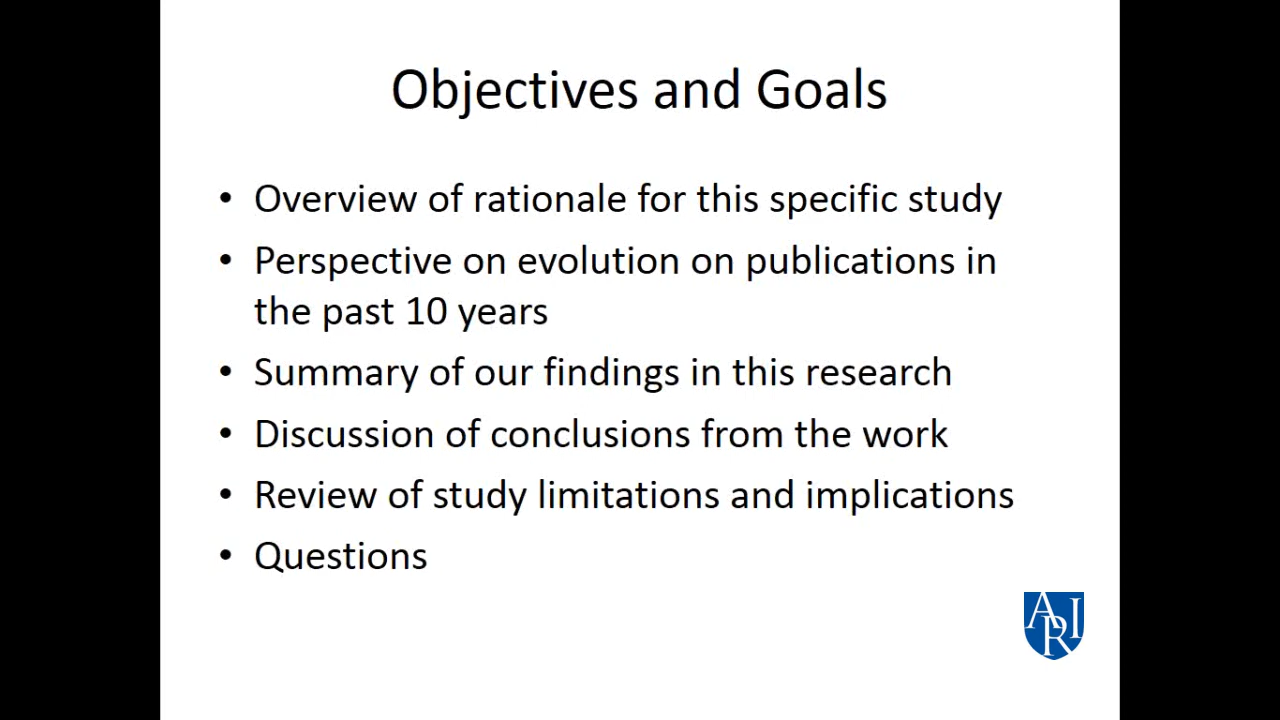 Objectives and Goals
• Overview of rationale for this specific study
• Perspective on evolution on publications in
the past 10 years
• Summary of our findings in this research
• Discussion of conclusions from the work
• Review of study limitations and implications
• Questions
ARI